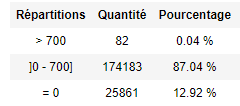 Répartitions Quantité Pourcentage
> 700 82 0.04 %
]0 - 700] 174183 87.04 %
= 0 25861 12.92 %